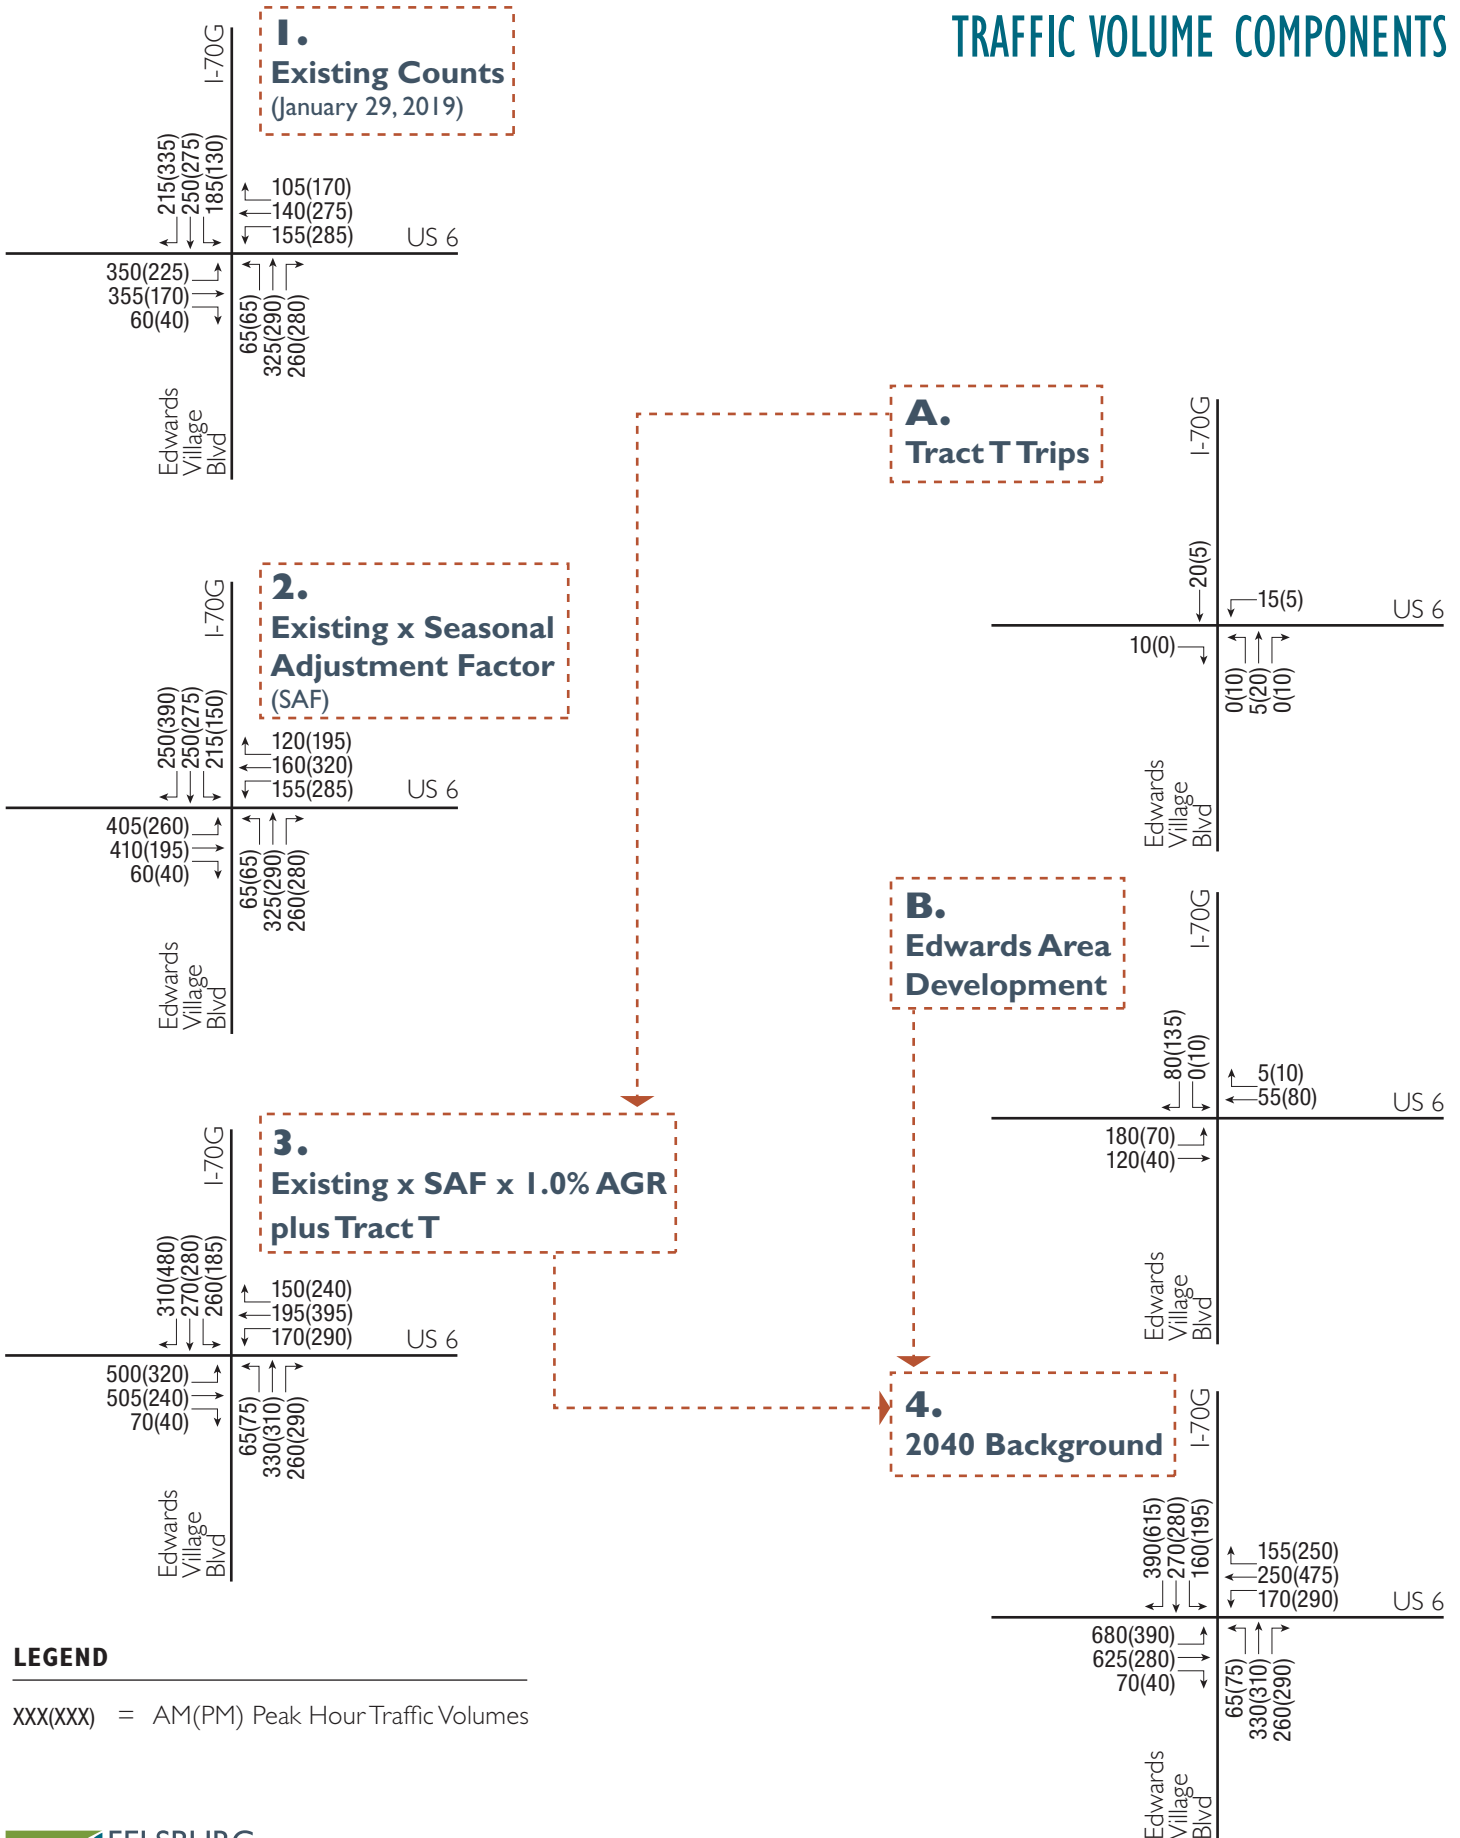 TRAFFIC VOLUME COMPONENTS
1.
Existing Counts
(January 29, 2019)
I-70G
215(335)
250(275)
185(130)
105(170)
140(275)
155(285)
US 6
350(225)
355(170)
60(40)
65(65)
325(290)
260(280)
Edwards
Village
Blvd
A.
Tract T Trips
I-70G
20(5)
15(5)
US 6
10(0)
0(10)
5(20)
0(10)
Edwards
Village
Blvd
2.
Existing x Seasonal
Adjustment Factor
(SAF)
I-70G
250(390)
250(275)
215(150)
120(195)
160(320)
155(285)
US 6
405(260)
410(195)
60(40)
65(65)
325(290)
260(280)
Edwards
Village
Blvd
B.
Edwards Area
Development
I-70G
80(135)
0(10)
5(10)
55(80)
US 6
180(70)
120(40)
Edwards
Village
Blvd
3.
Existing x SAF x 1.0% AGR
plus Tract T
I-70G
310(480)
270(280)
260(185)
150(240)
195(395)
170(290)
US 6
500(320)
505(240)
70(40)
65(75)
330(310)
260(290)
Edwards
Village
Blvd
4.
2040 Background
I-70G
390(615)
270(280)
160(195)
155(250)
250(475)
170(290)
US 6
680(390)
625(280)
70(40)
65(75)
330(310)
260(290)
Edwards
Village
Blvd
LEGEND
XXX(XXX) = AM(PM) Peak Hour Traffic Volumes